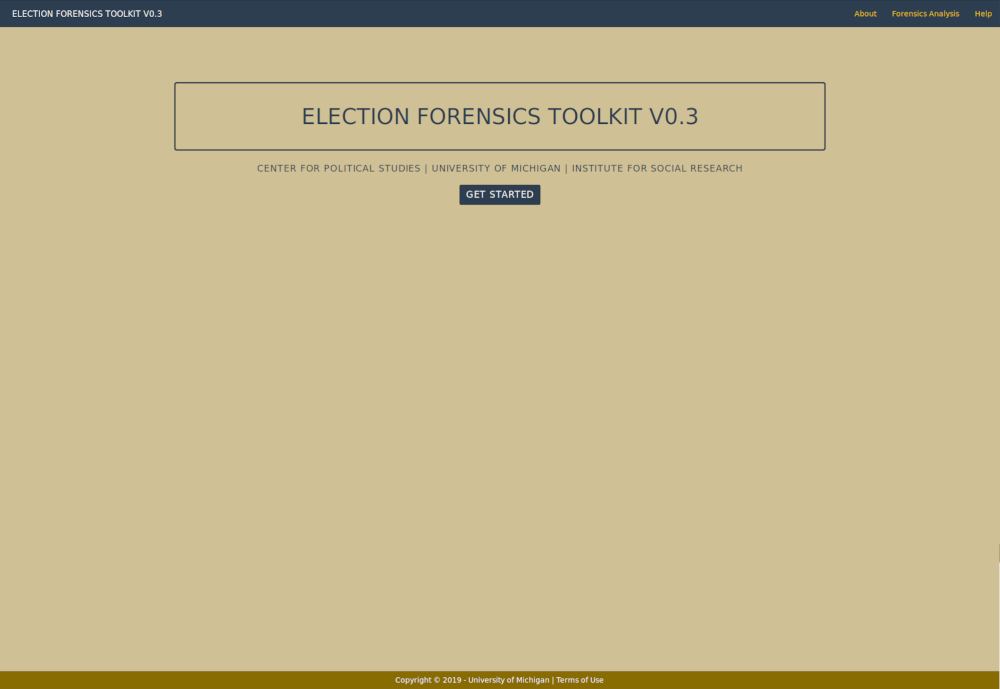 ELECTION FORENSICS TOOLKIT V0.3
About Forensics Analysis Help
ELECTION FORENSICS TOOLKIT V0.3
CENTER FOR POLITICAL STUDIES | UNIVERSITY OF MICHIGAN | INSTITUTE FOR SOCIAL RESEARCH
GET STARTED
Copyright © 2019 - University of Michigan | Terms of Use